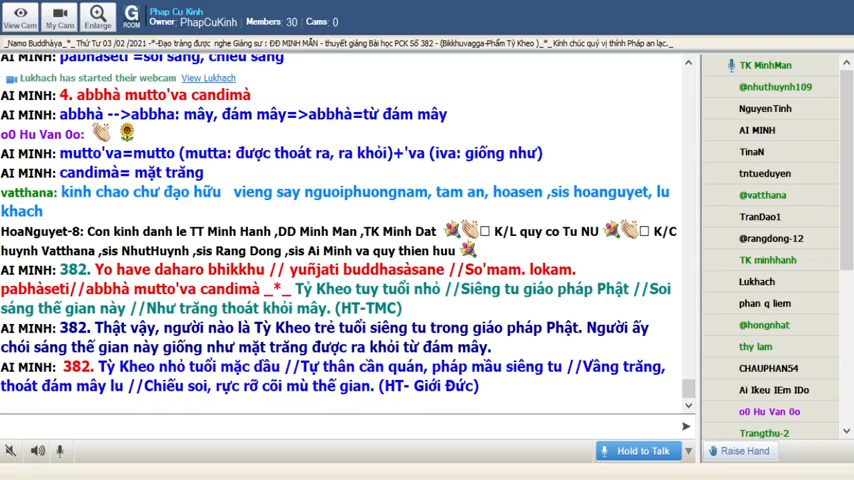 View Cam
My Cam
Enlarge
G
ROOM
Phap Cu Kinh
Owner: PhapCuKinh | Members: 30 | Cams: 0
_Namo Buddhàya_*_ Thứ Tư 03 /02 /2021 -*-Đạo tràng được nghe Giảng sư : ĐĐ MINH MẪN - thuyết giảng Bài học PCK Số 384 - (Bikkhuvagga-Phẩm Tỳ Kheo )_*_ Kính chúc quý vị thính Pháp an lạc._
AI MINH: pabhàseti =soi sáng, chiếu sáng
Lukhach has started their webcam View Lukhach
AI MINH: 4. abbhà mutto'va candimà
AI MINH: abbhà -->abbha: mây, đám mây=>abbhà=từ đám mây
o0 Hu Van 0o:
AI MINH: mutto'va=mutto (mutta: được thoát ra, ra khỏi)+'va (iva: giống như)
AI MINH: candimà= mặt trăng
vatthana: kinh chao chư đạo hữu vieng say nguoiphuongnam, tam an, hoasen ,sis hoanguyet, lu
khach
HoaNguyet-8: Con kinh danh le TT Minh Hanh ,DD Minh Man ,TK Minh Dat K/L quy co Tu NU K/C
huynh Vatthana ,sis NhutHuynh ,sis Rang Dong ,sis Ai Minh va quy thien huu
AI MINH: 382. Yo have daharo bhikkhu // yuñjati buddhasàsane //So'mam. lokam.
pabhàseti//abbhà mutto'va candimà _*_ Tỳ Kheo tuy tuổi nhỏ //Siêng tu giáo pháp Phật //Soi
sáng thế gian này //Như trăng thoát khỏi mây. (HT-TMC)
AI MINH: 382. Thật vậy, người nào là Tỳ Kheo trẻ tuổi siêng tu trong giáo pháp Phật. Người ấy
chói sáng thế gian này giống như mặt trăng được ra khỏi từ đám mây.
AI MINH: 382. Tỳ Kheo nhỏ tuổi mặc dầu //Tự thân cần quán, pháp mầu siêng tu //Vầng trăng,
thoát đám mây lu //Chiếu soi, rực rỡ cõi mù thế gian. (HT- Giới Đức)
Hold to Talk
TK MinhMan
@nhuthuynh109
NguyenTinh
AI MINH
TinaN
tntueduyen
@vatthana
TranDao1
@rangdong-12
TK minhhanh
Lukhach
phan q liem
@hongnhat
thy lam
CHAUPHAN54
Ai Ikeu IEm IDo
o0 Hu Van 0o
Trangthu-2
Raise Hand